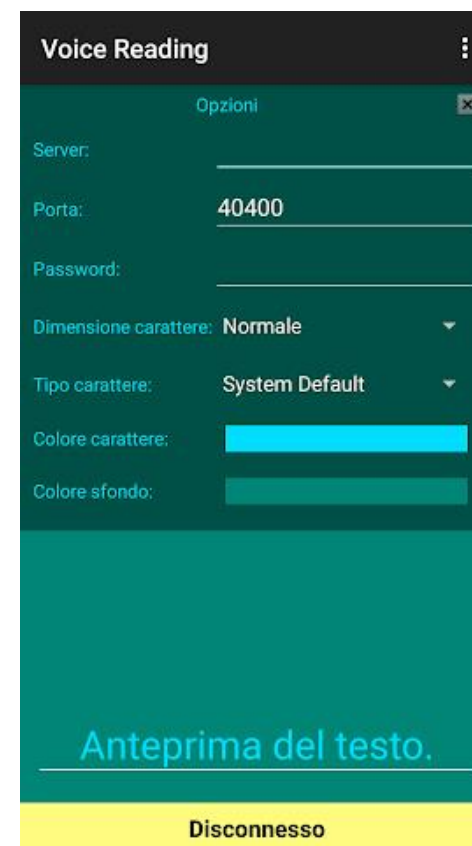 Voice Reading
Opzioni
Server:
Porta: 40400
Password:
Dimensione carattere: Normale
Tipo carattere: System Default
Colore carattere:
Colore sfondo:
Anteprima del testo.
Disconnesso